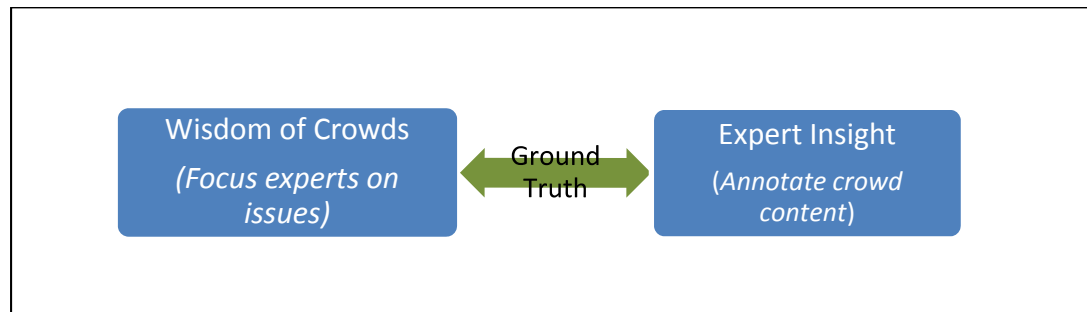 Wisdom of Crowds
(Focus experts on
issues)
Ground
Truth
Expert Insight
(Annotate crowd
content)